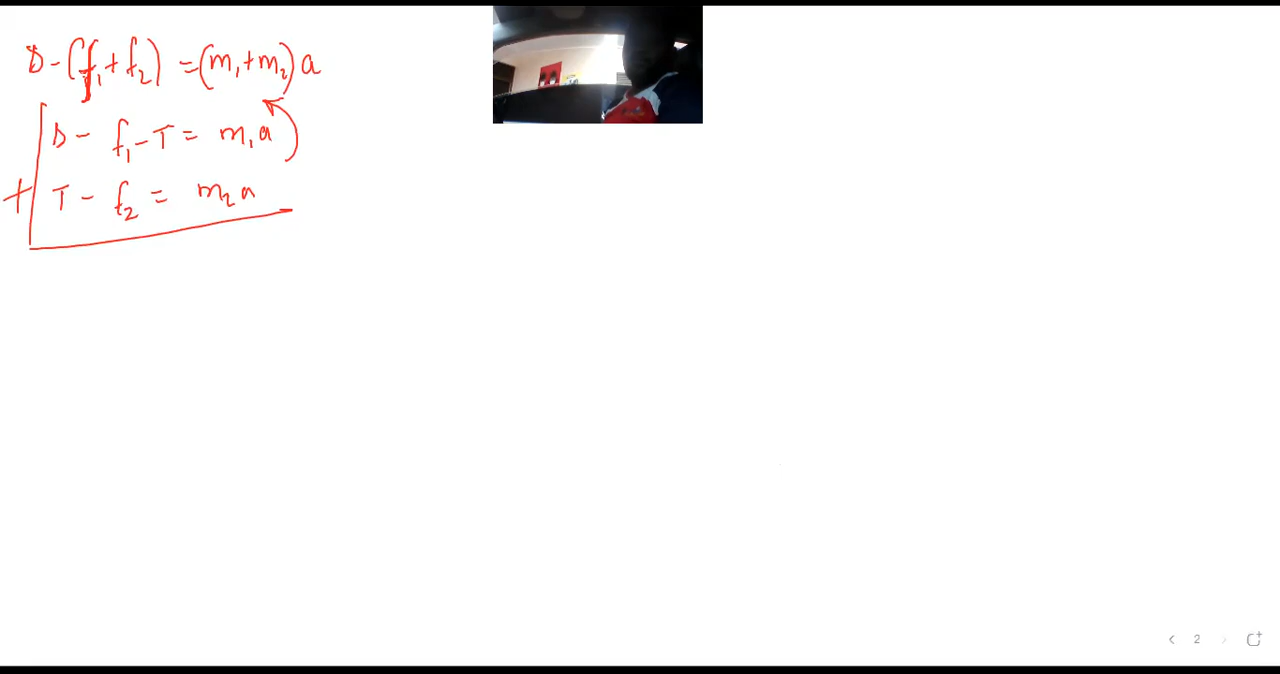 D - (f₁ + f₂) = (m₁ + m₂) a
D - f₁ - T = m₁ a
+ T - f₂ = m₂ a
2